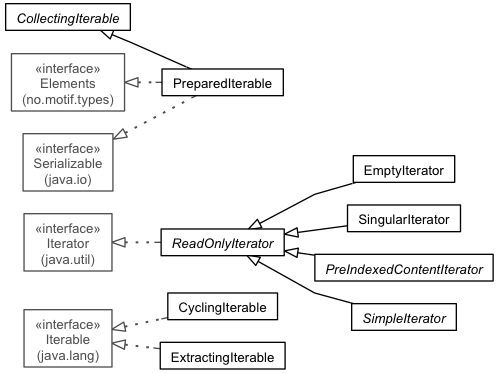 CollectingIterable
«interface»
Elements
(no.motif.types)
PreparedIterable
«interface»
Serializable
(java.io)
EmptyIterator
SingularIterator
«interface»
Iterator
(java.util)
ReadOnlyIterator
PreIndexedContentIterator
SimpleIterator
CyclingIterable
«interface»
Iterable
(java.lang)
ExtractingIterable